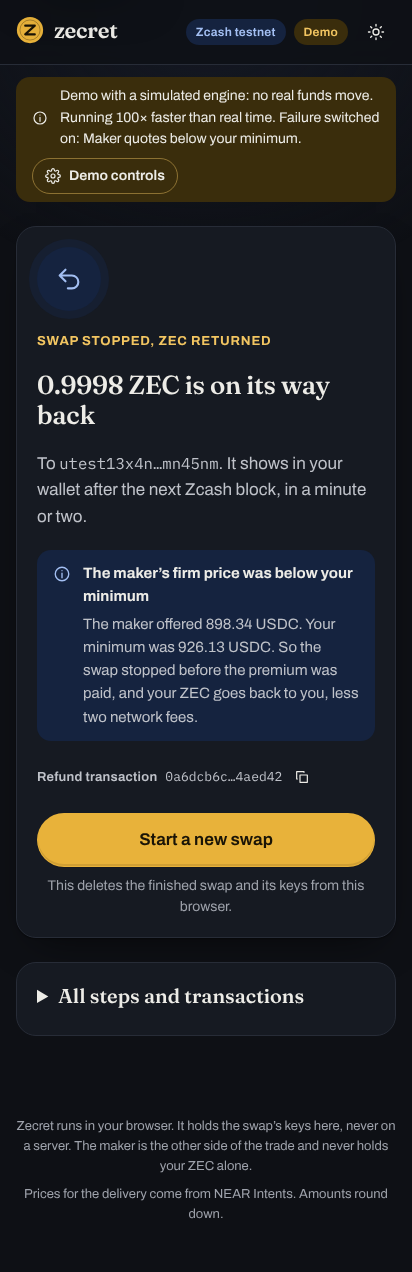 zecret
Zcash testnet
Demo
Demo with a simulated engine: no real funds move.
Running 100× faster than real time. Failure switched
on: Maker quotes below your minimum.
Demo controls
SWAP STOPPED, ZEC RETURNED
0.9998 ZEC is on its way
back
To utest13x4n…mn45nm. It shows in your
wallet after the next Zcash block, in a minute
or two.
The maker’s firm price was below your
minimum
The maker offered 898.34 USDC. Your
minimum was 926.13 USDC. So the
swap stopped before the premium was
paid, and your ZEC goes back to you, less
two network fees.
Refund transaction 0a6dcb6c…4aed42
Start a new swap
This deletes the finished swap and its keys from this
browser.
All steps and transactions
Zecret runs in your browser. It holds the swap’s keys here, never on
a server. The maker is the other side of the trade and never holds
your ZEC alone.
Prices for the delivery come from NEAR Intents. Amounts round
down.